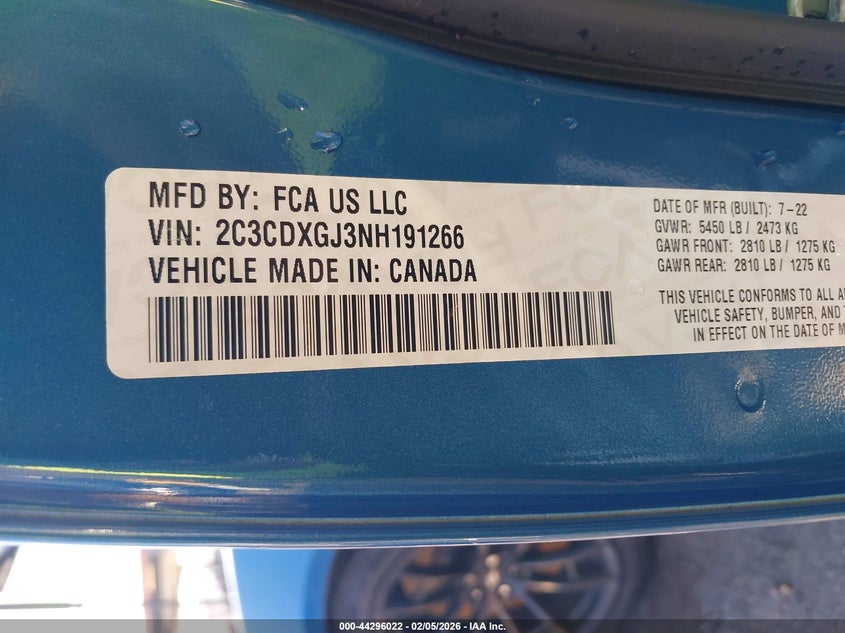 MFD BY: FCA US LLC
VIN: 2C3CDXGJ3NH191266
VEHICLE MADE IN: CANADA
DATE OF MFR (BUILT): 7-22
GVWR: 5450 LB / 2473 KG
GAWR FRONT: 2810 LB / 1275 KG
GAWR REAR: 2810 LB / 1275 KG
THIS VEHICLE CONFORMS TO ALL
VEHICLE SAFETY, BUMPER, AND
IN EFFECT ON THE DATE OF
000-44296022 - 02/05/2026 - IAA Inc.